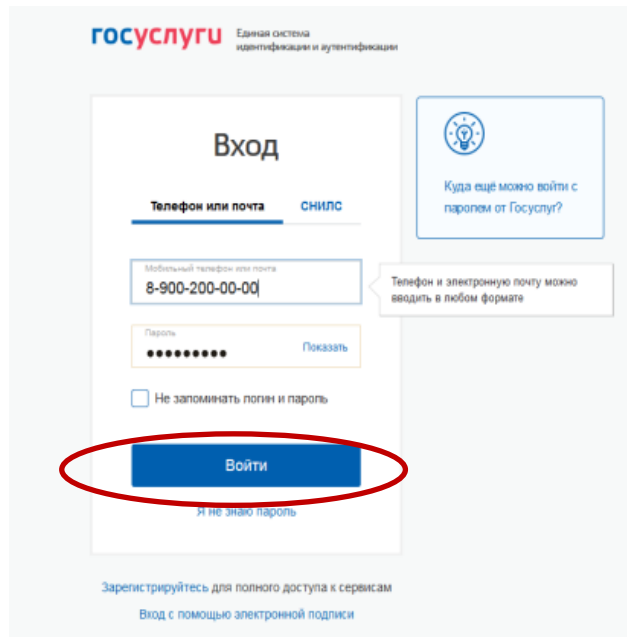 госуслуги
Единая система
идентификации и аутентификации
Вход
Телефон или почта
СНИЛС
Куда ещё можно войти с
паролем от Госуслуг?
Мобильный телефон или почта
8-900-200-00-00
Телефон и электронную почту можно
вводить в любом формате
Пароль
●●●●●●●●●
Показать
Не запоминать логин и пароль
Войти
Я не знаю пароль
Зарегистрируйтесь для полного доступа к сервисам
Вход с помощью электронной подписи